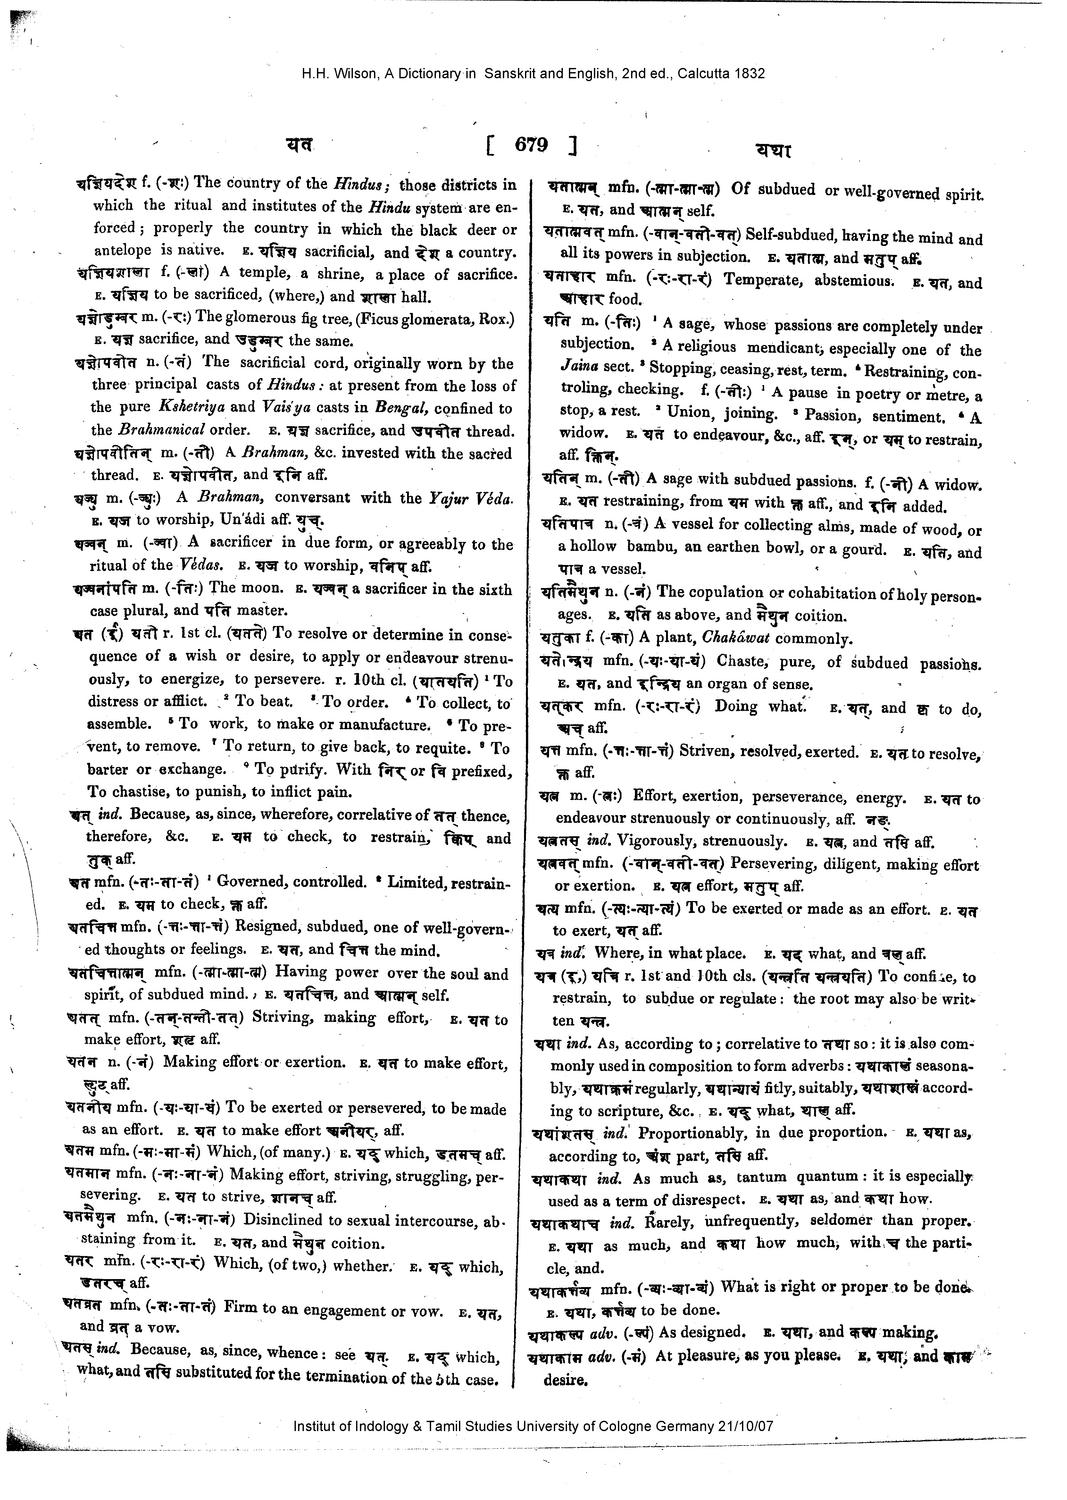 H.H. Wilson, A Dictionary in Sanskrit and English, 2nd ed., Calcutta 1832
यत [ 679 ] यथा
यज्ञियदेश f. (-शः) The country of the Hindus; those districts in
which the ritual and institutes of the Hindu system are en-
forced; properly the country in which the black deer or
antelope is native. E. यज्ञिय sacrificial, and देश a country.
यज्ञियशाला f. (-ला) A temple, a shrine, a place of sacrifice.
E. यज्ञिय to be sacrificed, (where,) and शाला hall.
यज्ञोडुम्बर m. (-रः) The glomerous fig tree, (Ficus glomerata, Rox.)
E. यज्ञ sacrifice, and उडुम्बर the same.
यज्ञोपवीत n. (-तं) The sacrificial cord, originally worn by the
three principal casts of Hindus: at present from the loss of
the pure Kshetriya and Vais'ya casts in Bengal, confined to
the Brahmanical order. E. यज्ञ sacrifice, and उपवीत thread.
यज्ञोपवीतिन् m. (-ती) A Brahman, &c. invested with the sacred
thread. E. यज्ञोपवीत, and इनि aff.
यज्यु m. (-ज्युः) A Brahman, conversant with the Yajur Véda.
E. यज to worship, Un'ádi aff. युच्.
यज्वन् m. (-ज्वा) A sacrificer in due form, or agreeably to the
ritual of the Védas. E. यज to worship, वनिप् aff.
यज्वनांपति m. (-तिः) The moon. E. यज्वन् a sacrificer in the sixth
case plural, and पति master.
यत (ई) यती r. 1st cl. (यतते) To resolve or determine in conse-
quence of a wish or desire, to apply or endeavour strenu-
ously, to energize, to persevere. r. 10th cl. (यातयति) ¹ To
distress or afflict. ² To beat. ³ To order. ⁴ To collect, to
assemble. ⁵ To work, to make or manufacture. ⁶ To pre-
vent, to remove. ⁷ To return, to give back, to requite. ⁸ To
barter or exchange. ⁹ To purify. With निर् or वि prefixed,
To chastise, to punish, to inflict pain.
यत् ind. Because, as, since, wherefore, correlative of तत् thence,
therefore, &c. E. यम to check, to restrain, क्विप् and
तुक् aff.
यत mfn. (-तः-ता-तं) ¹ Governed, controlled. ² Limited, restrain-
ed. E. यम to check, क्त aff.
यतचित्त mfn. (-त्तः-त्ता-त्तं) Resigned, subdued, one of well-govern-
ed thoughts or feelings. E. यत, and चित्त the mind.
यतचित्तात्मन् mfn. (-त्मा-त्मा-त्म) Having power over the soul and
spirit, of subdued mind. E. यतचित्त, and आत्मन् self.
यतत् mfn. (-तन्-तन्ती-तत्) Striving, making effort, E. यत to
make effort, शतृ aff.
यतन n. (-नं) Making effort or exertion. E. यत to make effort,
ल्युट् aff.
यतनीय mfn. (-यः-या-यं) To be exerted or persevered, to be made
as an effort. E. यत to make effort अनीयर्, aff.
यतम mfn. (-मः-मा-मं) Which, (of many.) E. यद् which, डतमच् aff.
यतमान mfn. (-नः-ना-नं) Making effort, striving, struggling, per-
severing. E. यत to strive, शानच् aff.
यतमैथुन mfn. (-नः-ना-नं) Disinclined to sexual intercourse, ab-
staining from it. E. यत, and मैथुन coition.
यतर mfn. (-रः-रा-रं) Which, (of two,) whether. E. यद् which,
डतरच् aff.
यतव्रत mfn. (-तः-ता-तं) Firm to an engagement or vow. E. यत,
and व्रत् a vow.
यतस् ind. Because, as, since, whence: see यत्. E. यद् which,
what, and तसि substituted for the termination of the 5th case.
यतात्मन् mfn. (-त्मा-त्मा-त्म) Of subdued or well-governed spirit.
E. यत, and आत्मन् self.
यतात्मवत् mfn. (-वान्-वती-वत्) Self-subdued, having the mind and
all its powers in subjection. E. यतात्म, and मतुप् aff.
यताहार mfn. (-रः-रा-रं) Temperate, abstemious. E. यत, and
आहार food.
यति m. (-तिः) ¹ A sage, whose passions are completely under
subjection. ² A religious mendicant, especially one of the
Jaina sect. ³ Stopping, ceasing, rest, term. ⁴ Restraining, con-
troling, checking. f. (-तीः) ¹ A pause in poetry or metre, a
stop, a rest. ² Union, joining. ³ Passion, sentiment. ⁴ A
widow. E. यत to endeavour, &c., aff. इन्, or यम् to restrain,
aff. क्तिन्.
यतिन् m. (-ती) A sage with subdued passions. f. (-नी) A widow.
E. यत restraining, from यम with क्त aff., and इनि added.
यतिपात्र n. (-त्रं) A vessel for collecting alms, made of wood, or
a hollow bambu, an earthen bowl, or a gourd. E. यति, and
पात्र a vessel.
यतिमैथुन n. (-नं) The copulation or cohabitation of holy person-
ages. E. यति as above, and मैथुन coition.
यतुका f. (-का) A plant, Chakáwat commonly.
यतेन्द्रिय mfn. (-यः-या-यं) Chaste, pure, of subdued passions.
E. यत, and इन्द्रिय an organ of sense.
यत्कर mfn. (-रः-रा-रं) Doing what. E. यत्, and कृ to do,
अच् aff.
यत्त mfn. (-त्तः-त्ता-त्तं) Striven, resolved, exerted. E. यत to resolve,
क्त aff.
यत्न m. (-त्नः) Effort, exertion, perseverance, energy. E. यत to
endeavour strenuously or continuously, aff. नङ्.
यत्नतस् ind. Vigorously, strenuously. E. यत्न, and तसि aff.
यत्नवत् mfn. (-वान्-वती-वत्) Persevering, diligent, making effort
or exertion. E. यत्न effort, मतुप् aff.
यत्य mfn. (-त्यः-त्या-त्यं) To be exerted or made as an effort. E. यत
to exert, यत् aff.
यत्र ind. Where, in what place. E. यद् what, and त्रल् aff.
यत्र (इ,) यत्रि r. 1st and 10th cls. (यन्त्रति यन्त्रयति) To confine, to
restrain, to subdue or regulate: the root may also be writ-
ten यन्त्र.
यथा ind. As, according to; correlative to तथा so: it is also com-
monly used in composition to form adverbs: यथाकालं seasona-
bly, यथाक्रमं regularly, यथान्यायं fitly, suitably, यथाशास्त्रं accord-
ing to scripture, &c. E. यद् what, थाल् aff.
यथांशतस् ind. Proportionably, in due proportion. E. यथा as,
according to, अंश part, तसि aff.
यथाकथा ind. As much as, tantum quantum: it is especially
used as a term of disrespect. E. यथा as, and कथा how.
यथाकथाच ind. Rarely, unfrequently, seldomer than proper.
E. यथा as much, and कथा how much, with च the parti-
cle, and.
यथाकर्त्तव्य mfn. (-व्यः-व्या-व्यं) What is right or proper to be done.
E. यथा, कर्त्तव्य to be done.
यथाकल्प adv. (-ल्पं) As designed. E. यथा, and कल्प making.
यथाकाम adv. (-मं) At pleasure, as you please. E. यथा, and काम
desire.
Institut of Indology & Tamil Studies University of Cologne Germany 21/10/07